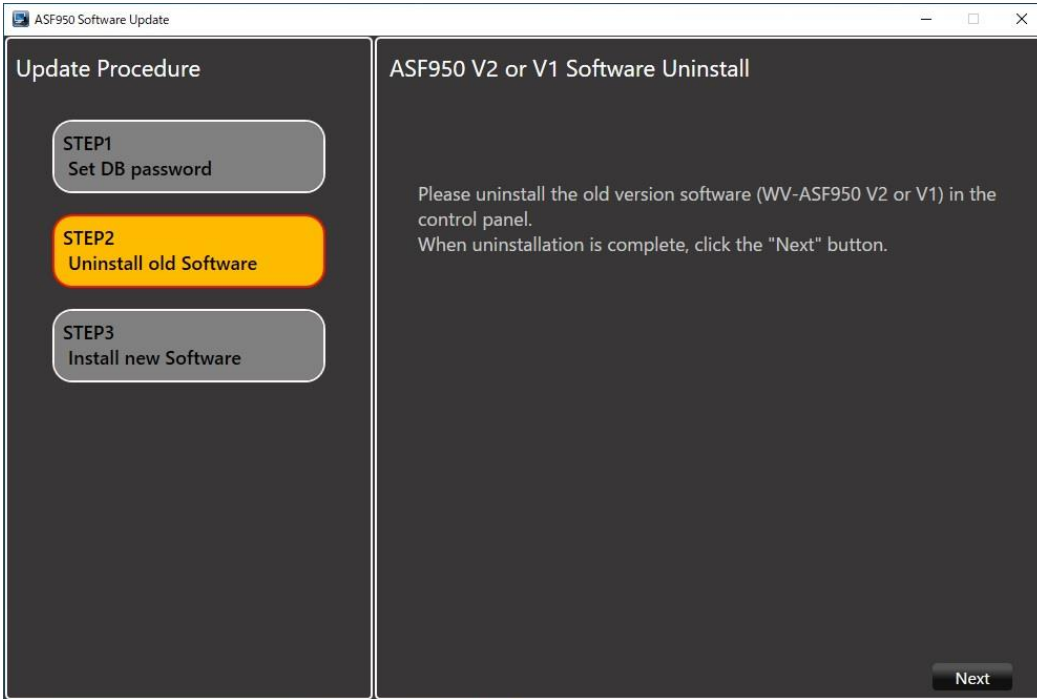 ASF950 Software Update
Update Procedure
STEP1
Set DB password
STEP2
Uninstall old Software
STEP3
Install new Software
ASF950 V2 or V1 Software Uninstall
Please uninstall the old version software (WV-ASF950 V2 or V1) in the
control panel.
When uninstallation is complete, click the "Next" button.
Next